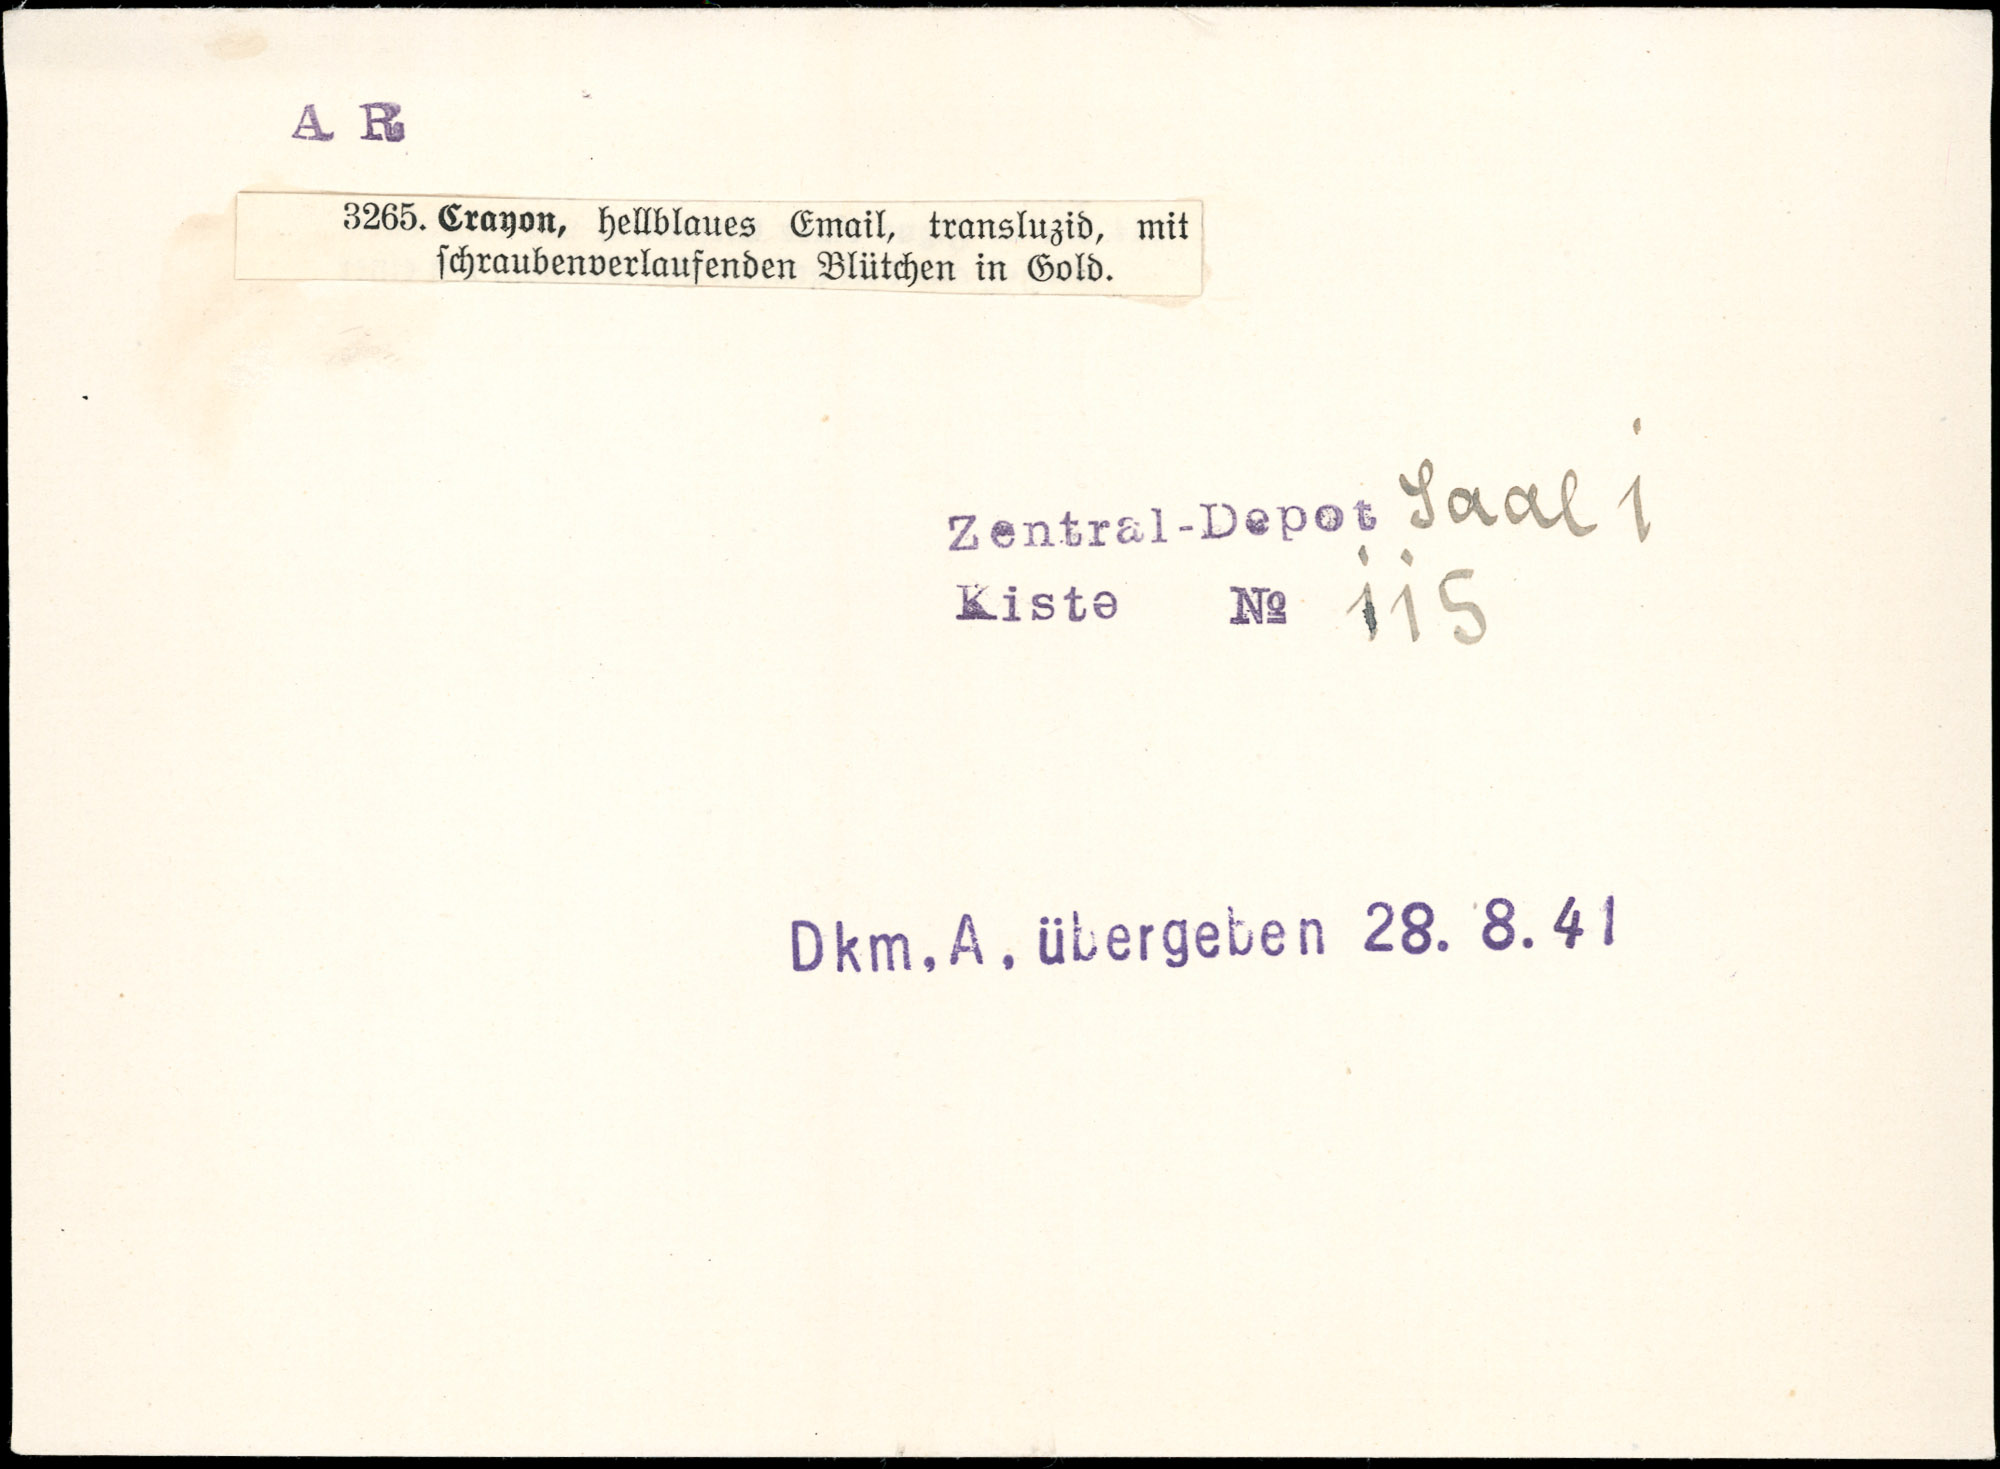 A R
3265. Crayon, hellblaues Email, transluzid, mit
schraubenverlaufenden Blütchen in Gold.
Zentral-Depot Saal I
Kiste № 115
Dkm. A. übergeben 28. 8. 41